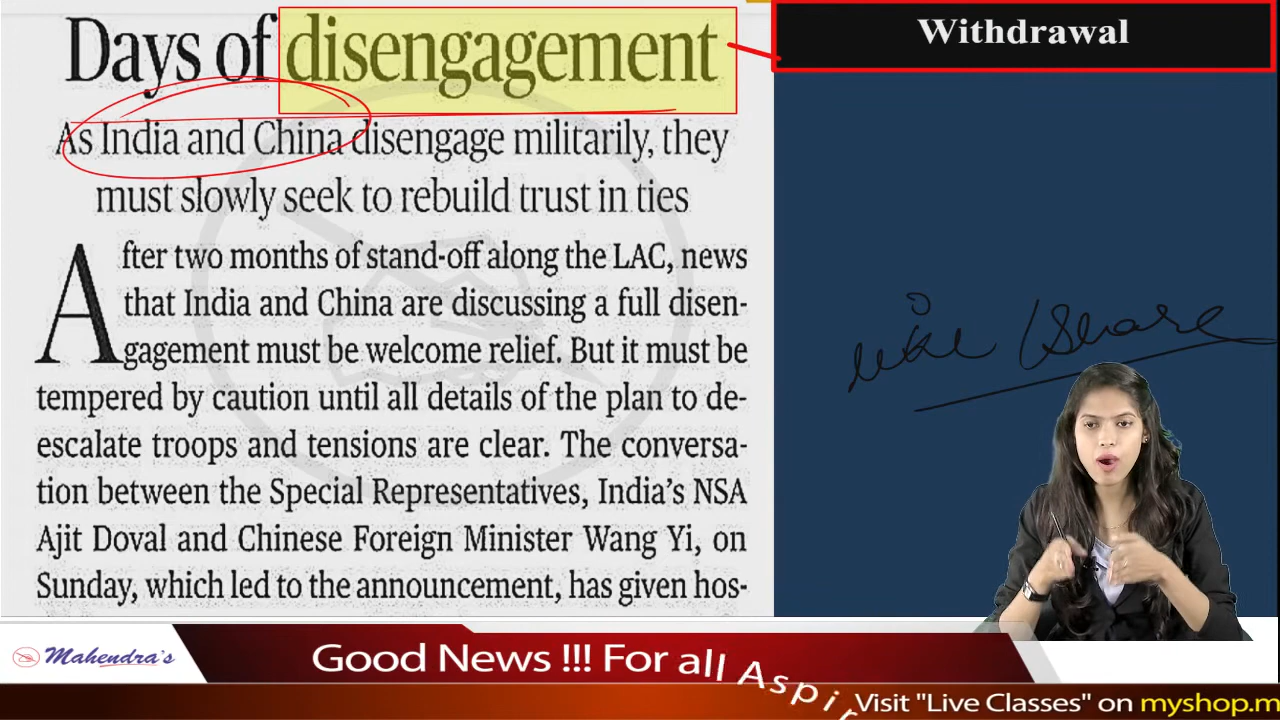 Days of disengagement
Withdrawal
As India and China disengage militarily, they
must slowly seek to rebuild trust in ties
After two months of stand-off along the LAC, news
that India and China are discussing a full disen-
gagement must be welcome relief. But it must be
tempered by caution until all details of the plan to de-
escalate troops and tensions are clear. The conversa-
tion between the Special Representatives, India's NSA
Ajit Doval and Chinese Foreign Minister Wang Yi, on
Sunday, which led to the announcement, has given hos-
like / Share
Mahendra's
Good News !!! For all Aspir
Visit "Live Classes" on myshop.m